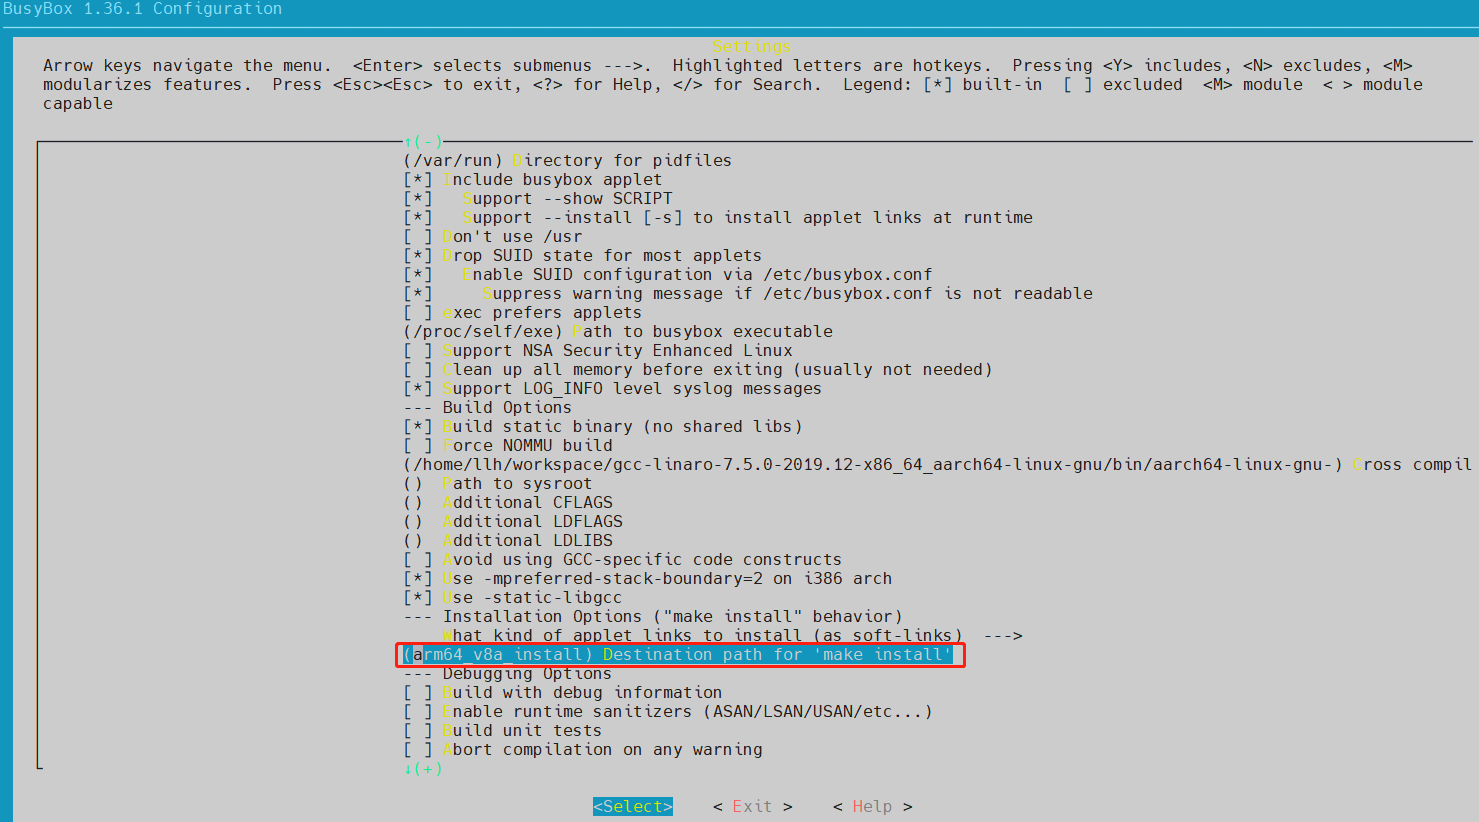 BusyBox 1.36.1 Configuration
Settings
Arrow keys navigate the menu.  <Enter> selects submenus --->.  Highlighted letters are hotkeys.  Pressing <Y> includes, <N> excludes, <M>
modularizes features.  Press <Esc><Esc> to exit, <?> for Help, </> for Search.  Legend: [*] built-in  [ ] excluded  <M> module  < > module
capable
↑(-)
(/var/run) Directory for pidfiles
[*] Include busybox applet
[*]   Support --show SCRIPT
[*]   Support --install [-s] to install applet links at runtime
[ ] Don't use /usr
[*] Drop SUID state for most applets
[*]   Enable SUID configuration via /etc/busybox.conf
[*]     Suppress warning message if /etc/busybox.conf is not readable
[ ] exec prefers applets
(/proc/self/exe) Path to busybox executable
[ ] Support NSA Security Enhanced Linux
[ ] Clean up all memory before exiting (usually not needed)
[*] Support LOG_INFO level syslog messages
--- Build Options
[*] Build static binary (no shared libs)
[ ] Force NOMMU build
(/home/llh/workspace/gcc-linaro-7.5.0-2019.12-x86_64_aarch64-linux-gnu/bin/aarch64-linux-gnu-) Cross compil
()  Path to sysroot
()  Additional CFLAGS
()  Additional LDFLAGS
()  Additional LDLIBS
[ ] Avoid using GCC-specific code constructs
[*] Use -mpreferred-stack-boundary=2 on i386 arch
[*] Use -static-libgcc
--- Installation Options ("make install" behavior)
What kind of applet links to install (as soft-links)  --->
(arm64_v8a_install) Destination path for 'make install'
--- Debugging Options
[ ] Build with debug information
[ ] Enable runtime sanitizers (ASAN/LSAN/USAN/etc...)
[ ] Build unit tests
[ ] Abort compilation on any warning
↓(+)
<Select>    < Exit >    < Help >